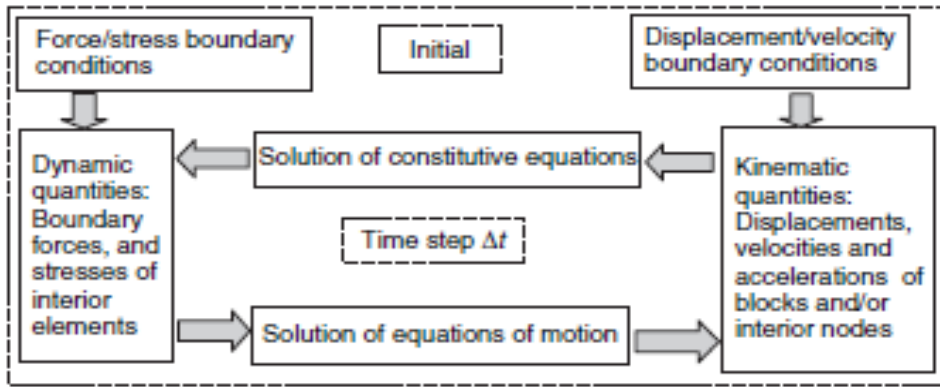 Force/stress boundary
conditions
Initial
Displacement/velocity
boundary conditions
Dynamic
quantities:
Boundary
forces, and
stresses of
interior
elements
Solution of constitutive equations
Time step Δt
Solution of equations of motion
Kinematic
quantities:
Displacements,
velocities and
accelerations of
blocks and/or
interior nodes